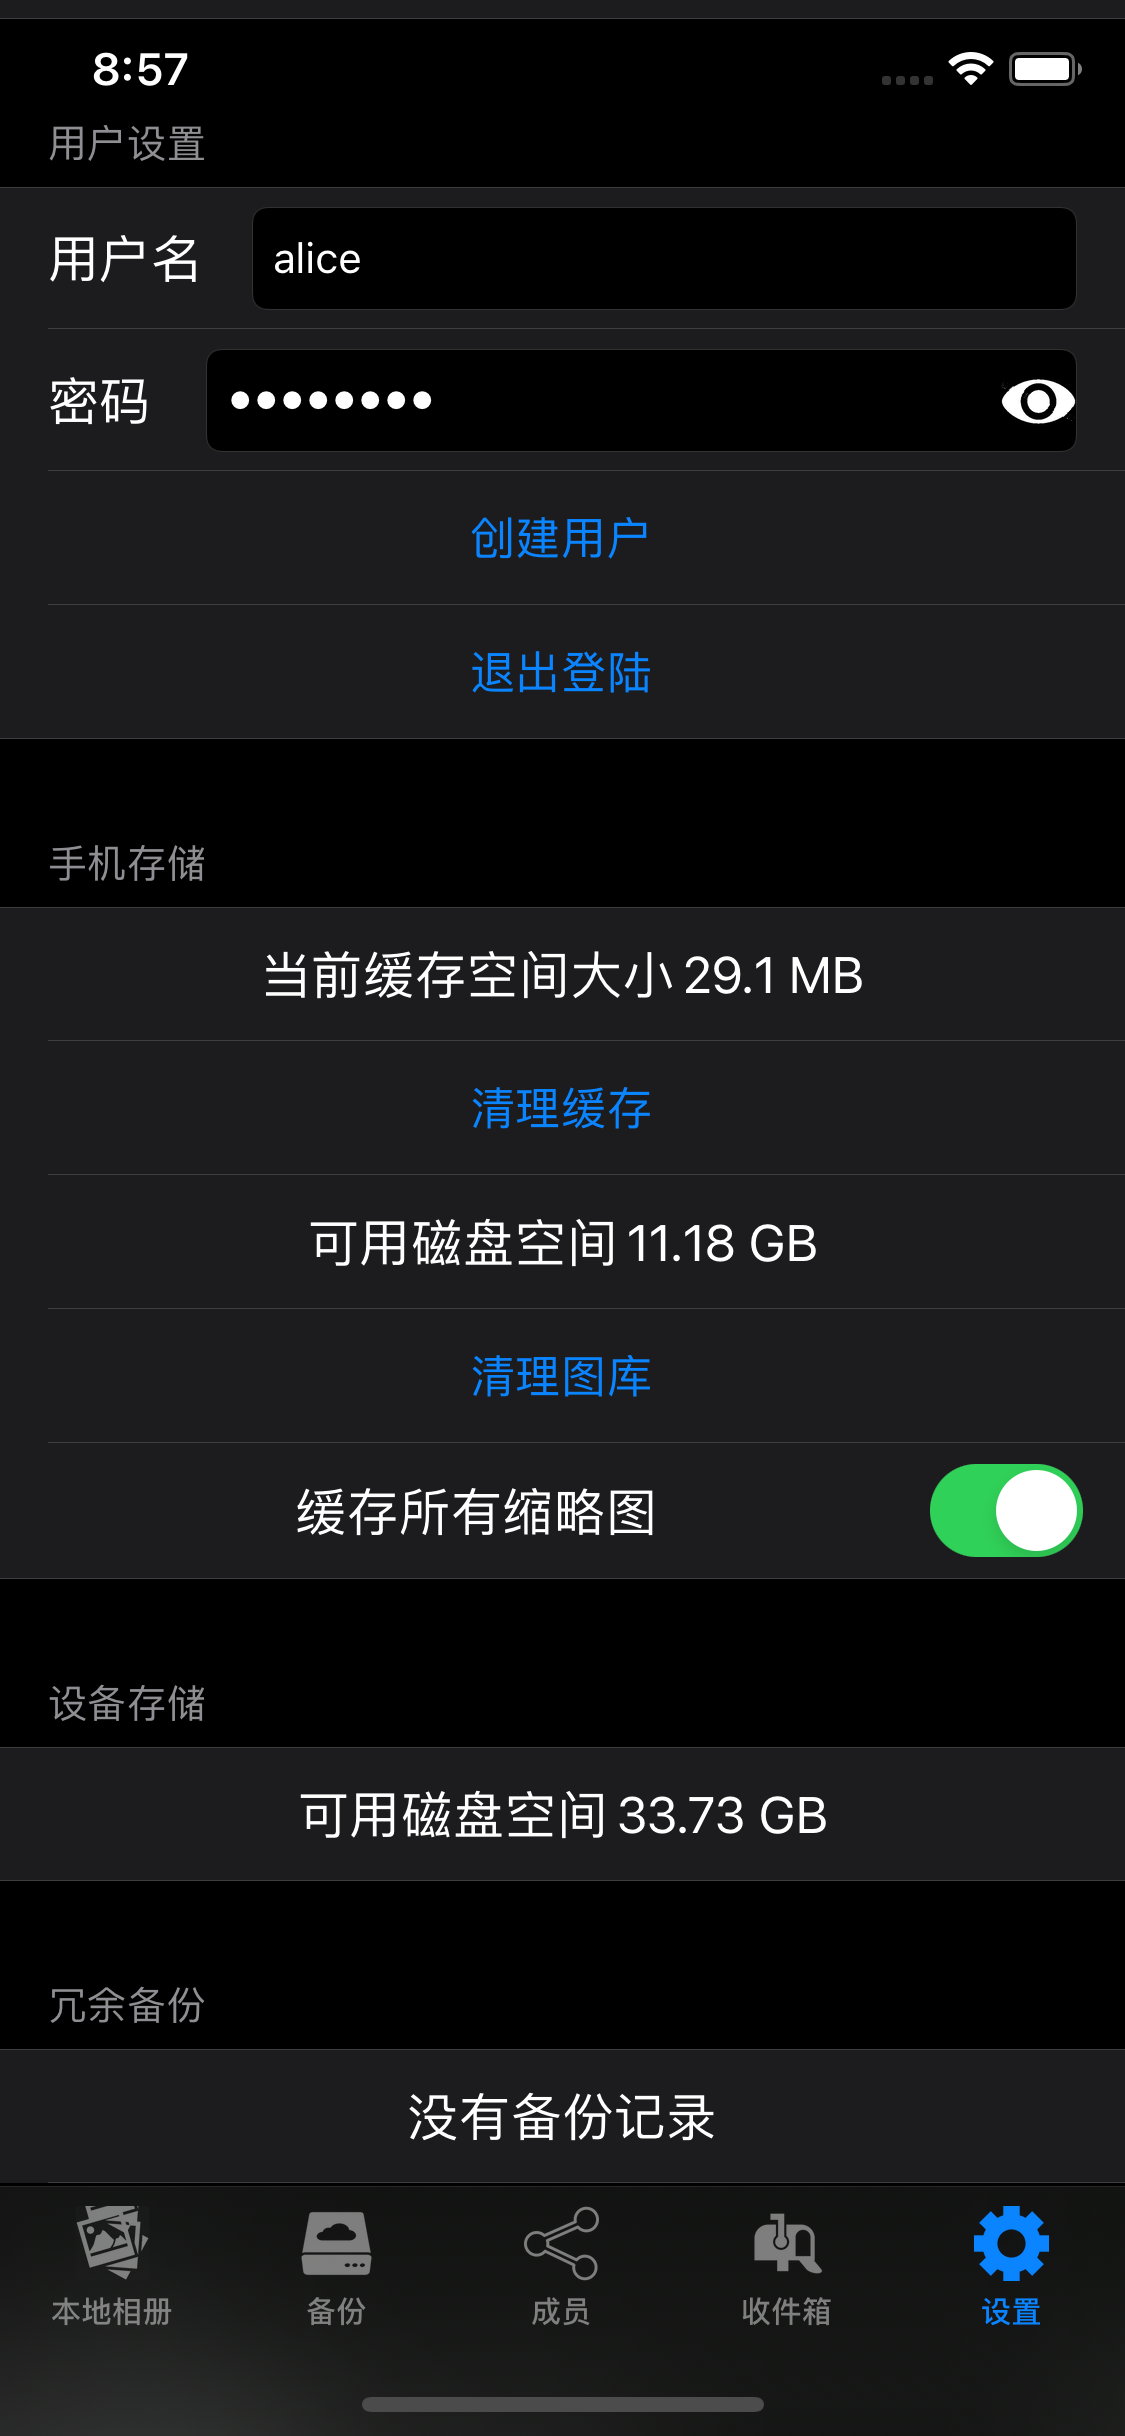 8:57
用户设置
用户名 alice
密码 ••••••••
创建用户
退出登陆
手机存储
当前缓存空间大小 29.1 MB
清理缓存
可用磁盘空间 11.18 GB
清理图库
缓存所有缩略图
设备存储
可用磁盘空间 33.73 GB
冗余备份
没有备份记录
本地相册 备份 成员 收件箱 设置